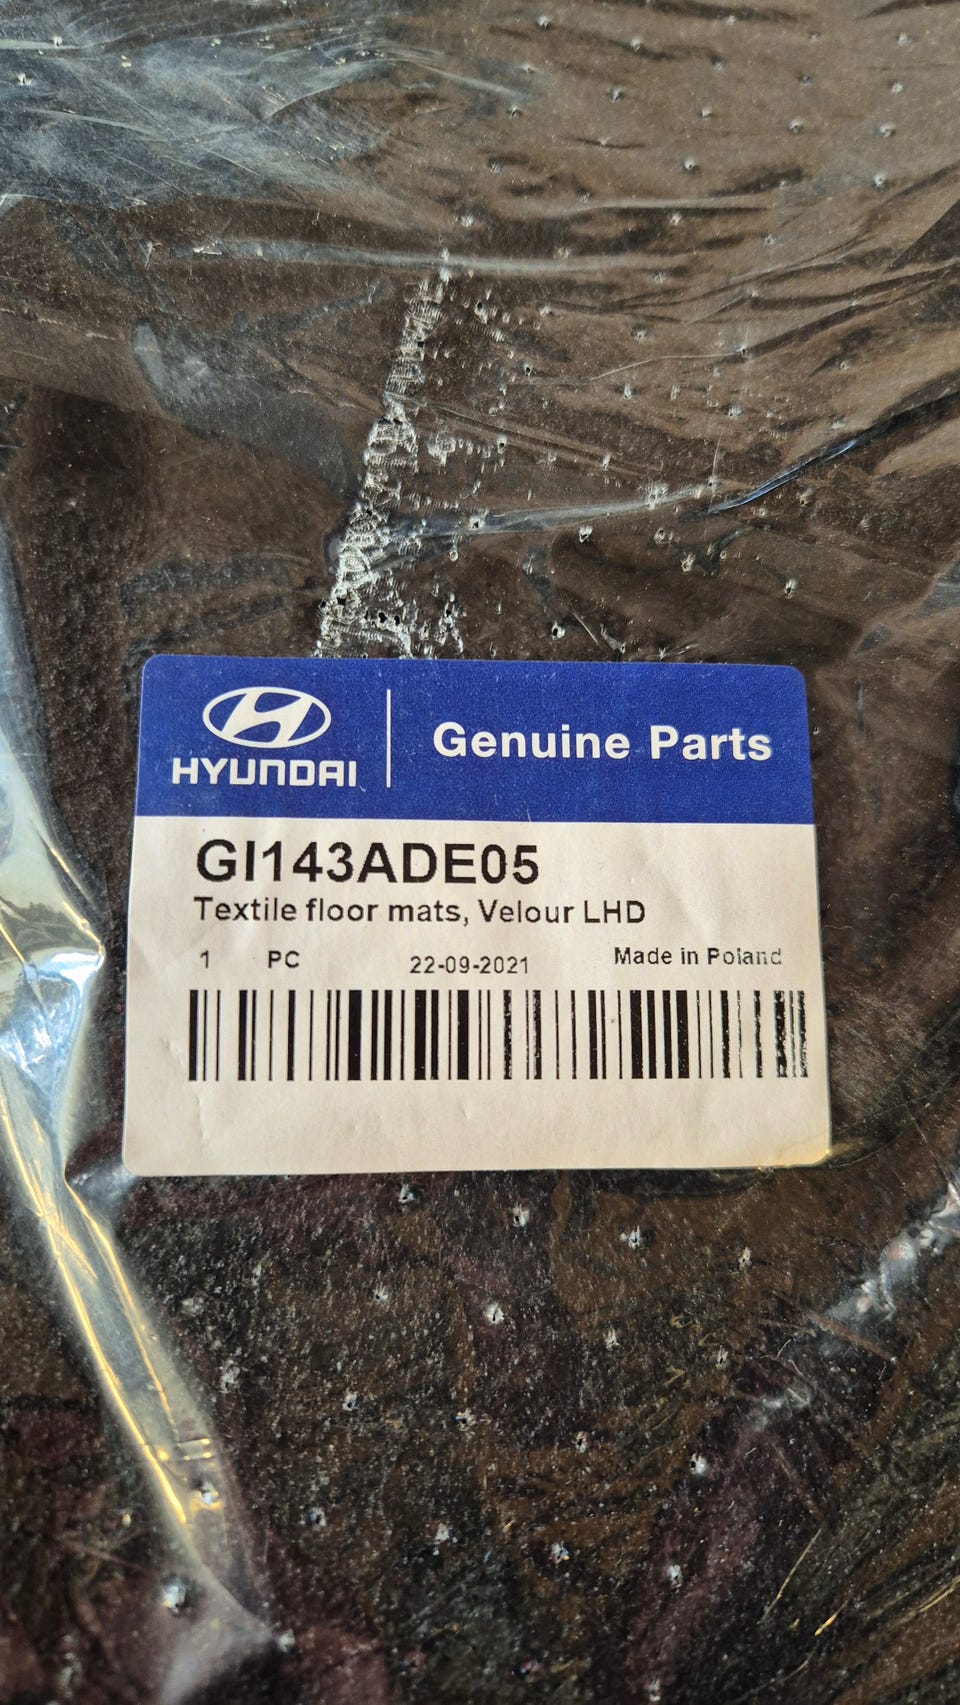 HYUNDAI
Genuine Parts
GI143ADE05
Textile floor mats, Velour LHD
1 PC 22-09-2021 Made in Poland